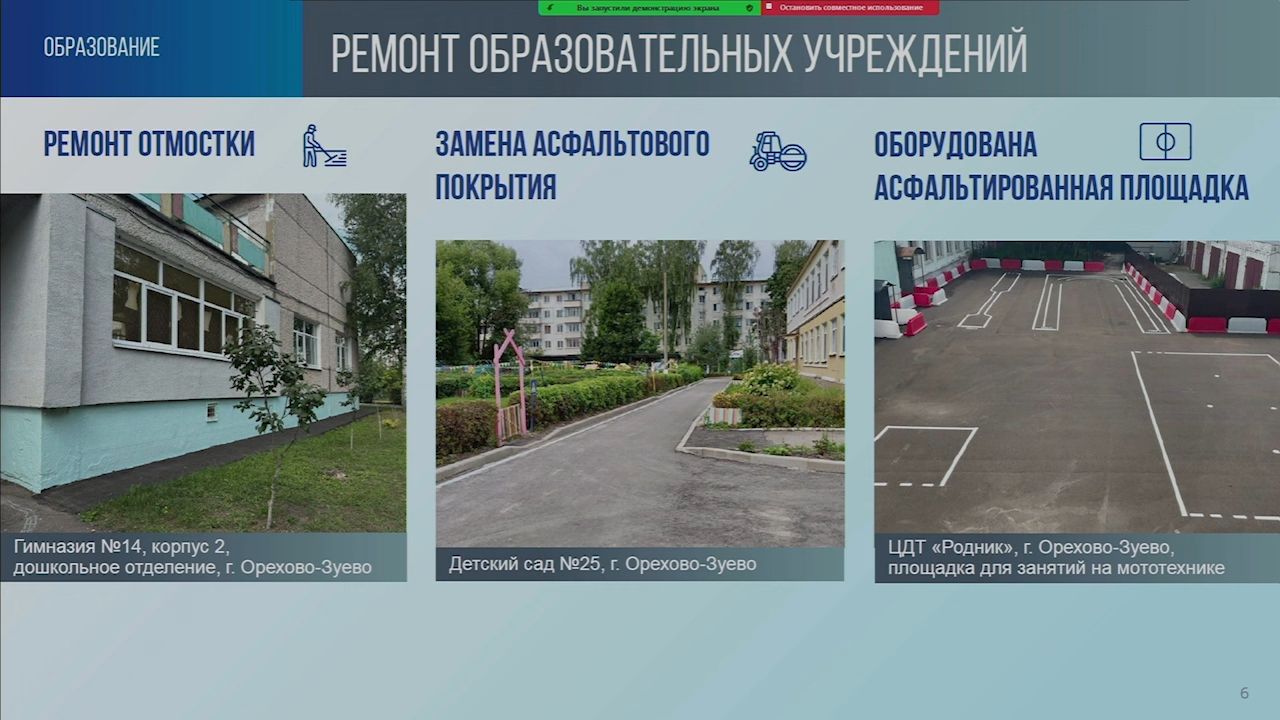 Вы запустили демонстрацию экрана
Остановить совместное использование
ОБРАЗОВАНИЕ
РЕМОНТ ОБРАЗОВАТЕЛЬНЫХ УЧРЕЖДЕНИЙ
РЕМОНТ ОТМОСТКИ
ЗАМЕНА АСФАЛЬТОВОГО
ПОКРЫТИЯ
ОБОРУДОВАНА
АСФАЛЬТИРОВАННАЯ ПЛОЩАДКА
Гимназия №14, корпус 2,
дошкольное отделение, г. Орехово-Зуево
Детский сад №25, г. Орехово-Зуево
ЦДТ «Родник», г. Орехово-Зуево,
площадка для занятий на мототехнике
6